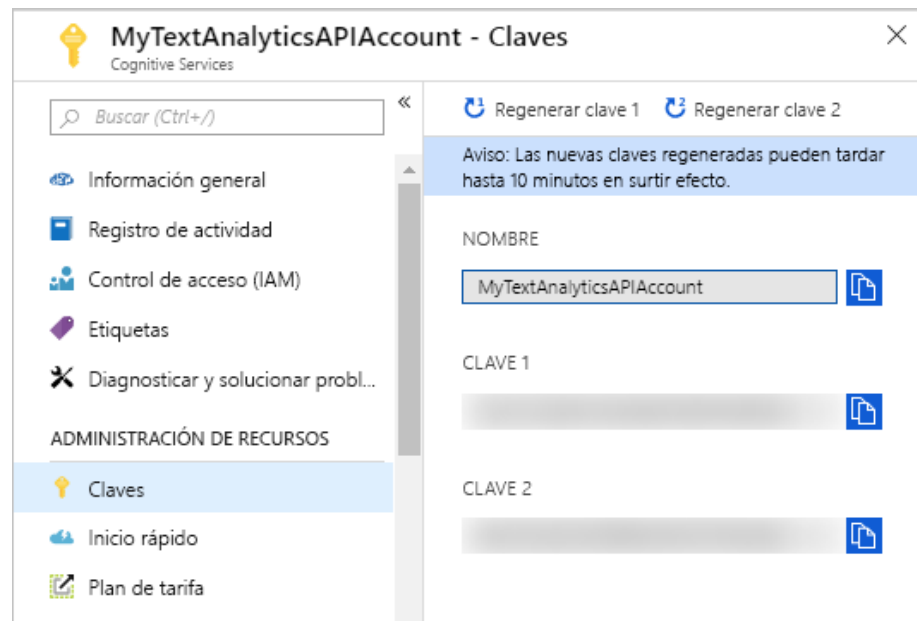 MyTextAnalyticsAPIAccount - Claves
Cognitive Services
Buscar (Ctrl+/)
Información general
Registro de actividad
Control de acceso (IAM)
Etiquetas
Diagnosticar y solucionar probl...
ADMINISTRACIÓN DE RECURSOS
Claves
Inicio rápido
Plan de tarifa
Regenerar clave 1
Regenerar clave 2
Aviso: Las nuevas claves regeneradas pueden tardar
hasta 10 minutos en surtir efecto.
NOMBRE
MyTextAnalyticsAPIAccount
CLAVE 1
CLAVE 2